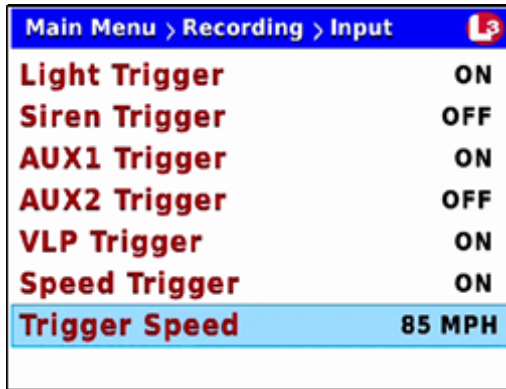 Main Menu > Recording > Input L3
Light Trigger ON
Siren Trigger OFF
AUX1 Trigger ON
AUX2 Trigger OFF
VLP Trigger ON
Speed Trigger ON
Trigger Speed 85 MPH